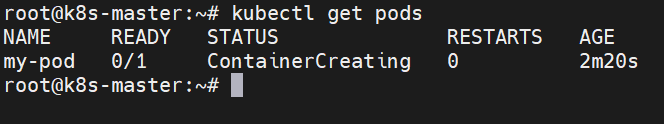 root@k8s-master:~# kubectl get pods
NAME     READY   STATUS              RESTARTS   AGE
my-pod   0/1     ContainerCreating   0          2m20s
root@k8s-master:~#